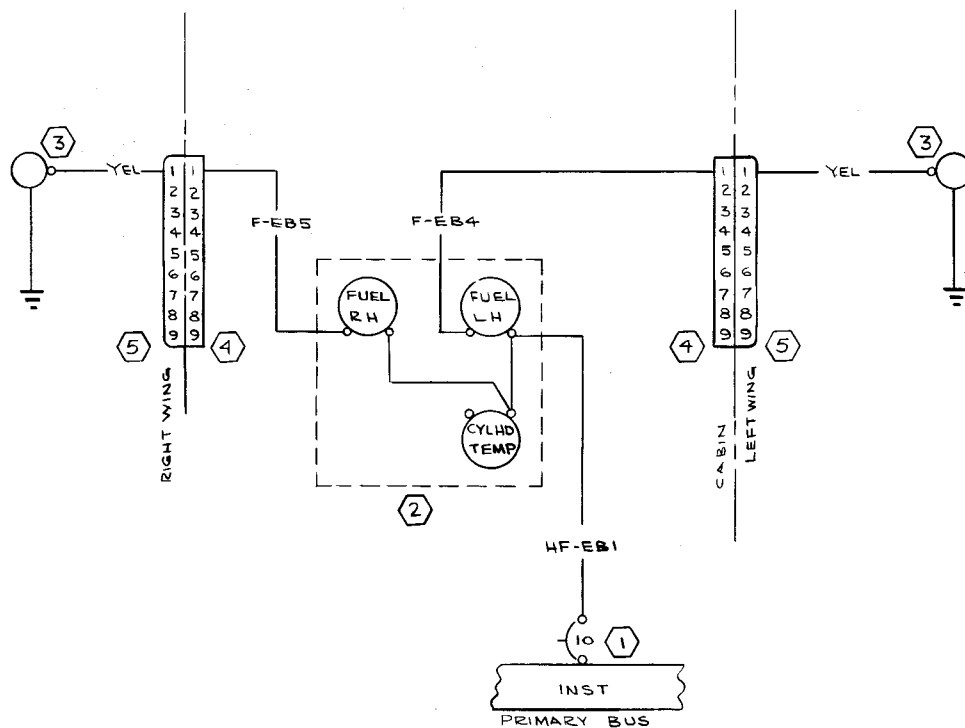 3
3
YEL
1 1
2 2
3 3
4 4
5 5
6 6
7 7
8 8
9 9
5
4
RIGHT WING
F-EB5
F-EB4
FUEL
RH
FUEL
LH
CYLHD
TEMP
2
1 1
2 2
3 3
4 4
5 5
6 6
7 7
8 8
9 9
YEL
4
5
CABIN
LEFT WING
HF-EB1
10
1
INST
PRIMARY BUS